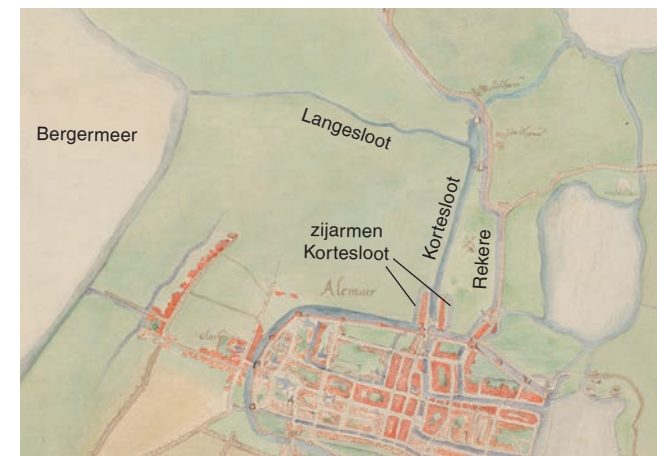 Langesloot
Bergermeer
Kortesloot
zijarmen
Kortesloot
Rekere
Alcmaer